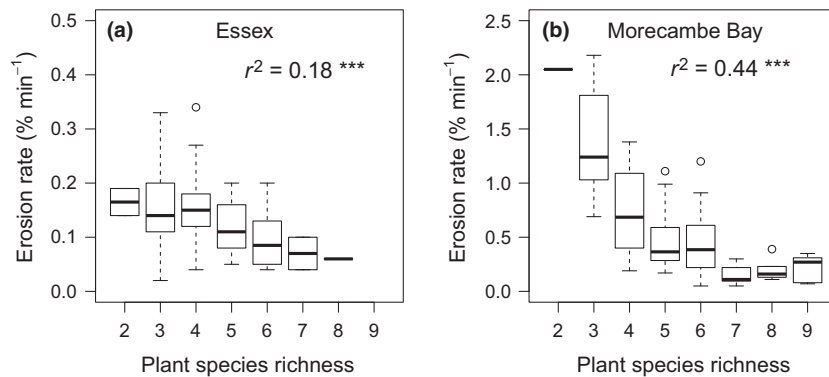 (a) Essex
r² = 0.18 ***
0.5
0.4
0.3
0.2
0.1
0.0
Erosion rate (% min⁻¹)
2 3 4 5 6 7 8 9
Plant species richness
(b) Morecambe Bay
r² = 0.44 ***
2.5
2.0
1.5
1.0
0.5
0.0
Erosion rate (% min⁻¹)
2 3 4 5 6 7 8 9
Plant species richness